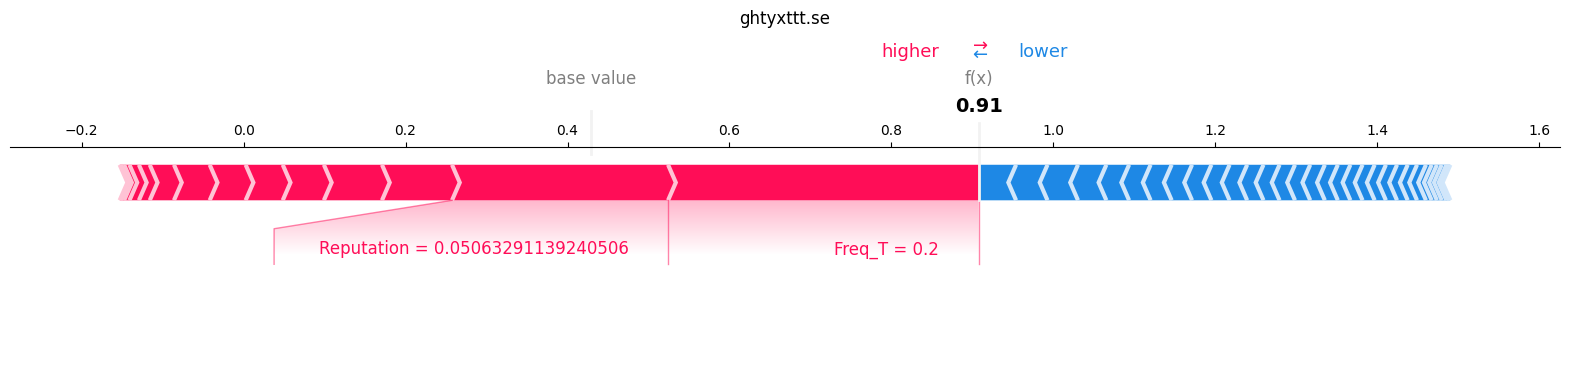 ghtyxttt.se
higher → ← lower
base value f(x)
0.91
−0.2 0.0 0.2 0.4 0.6 0.8 1.0 1.2 1.4 1.6
Reputation = 0.05063291139240506 Freq_T = 0.2